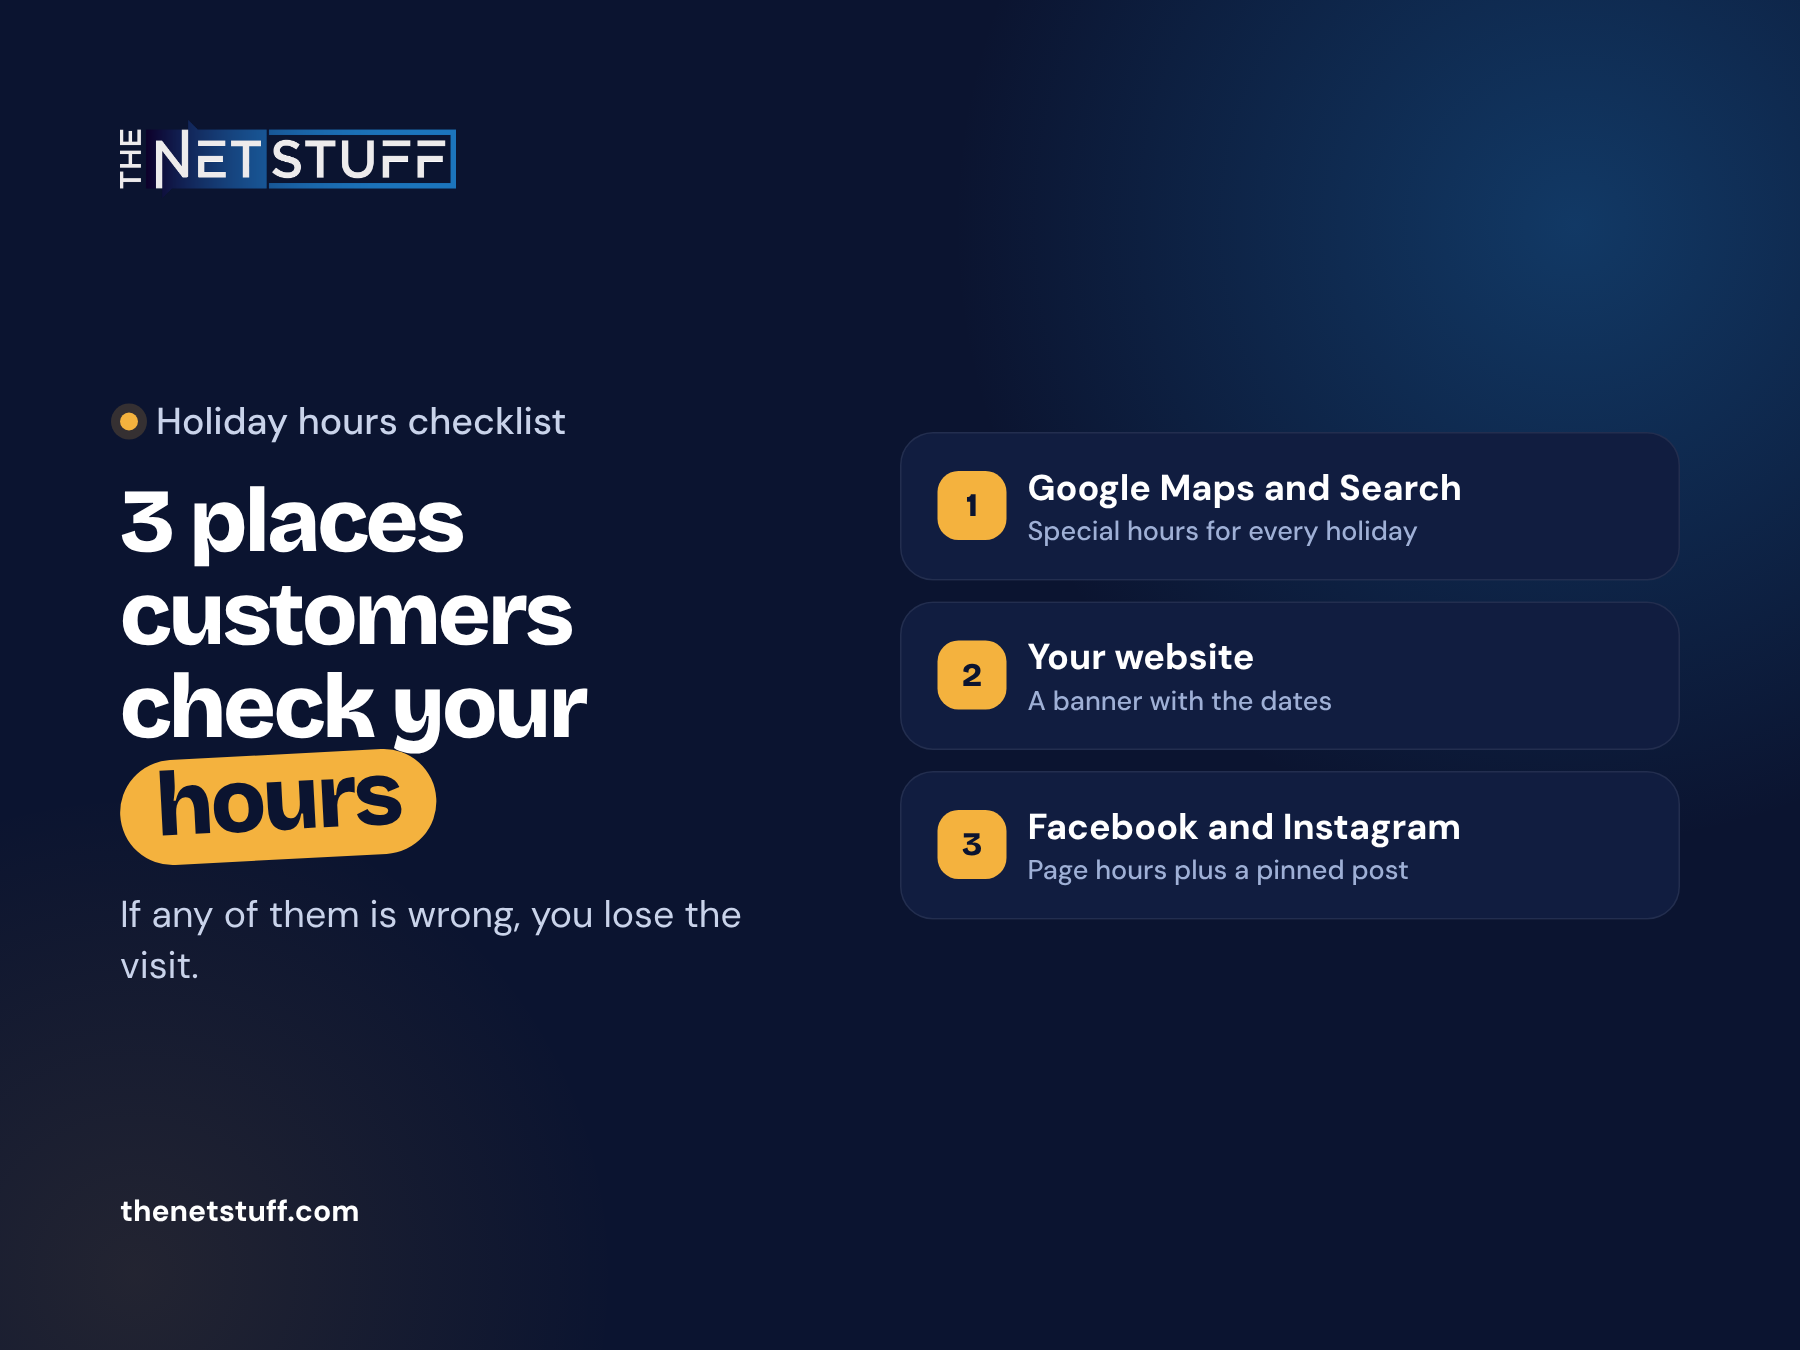 THE NETSTUFF
Holiday hours checklist
3 places
customers
check your
hours
If any of them is wrong, you lose the
visit.
1
Google Maps and Search
Special hours for every holiday
2
Your website
A banner with the dates
3
Facebook and Instagram
Page hours plus a pinned post
thenetstuff.com